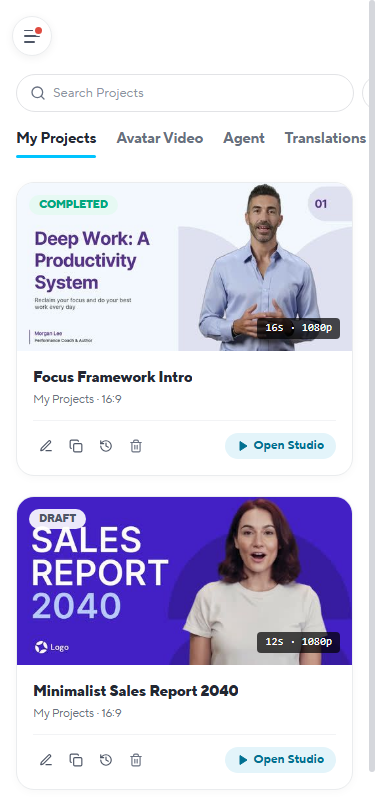 Search Projects
My Projects
Avatar Video
Agent
Translations
COMPLETED
01
Deep Work: A
Productivity
System
Reclaim your focus and do your best
work every day
Morgan Lee
Performance Coach & Author
16s · 1080p
Focus Framework Intro
My Projects · 16:9
Open Studio
DRAFT
SALES
REPORT
2040
Logo
12s · 1080p
Minimalist Sales Report 2040
My Projects · 16:9
Open Studio